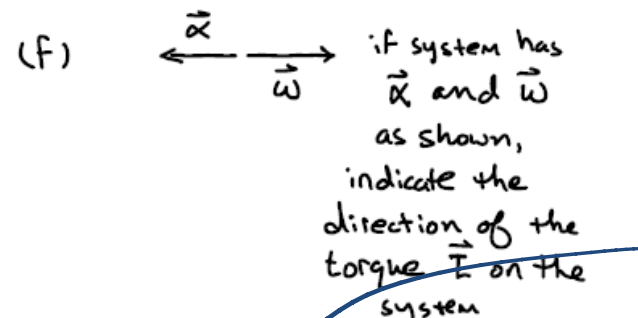 (f) α⃗ ω⃗ if system has
α⃗ and ω⃗
as shown,
indicate the
direction of the
torque τ⃗ on the
system